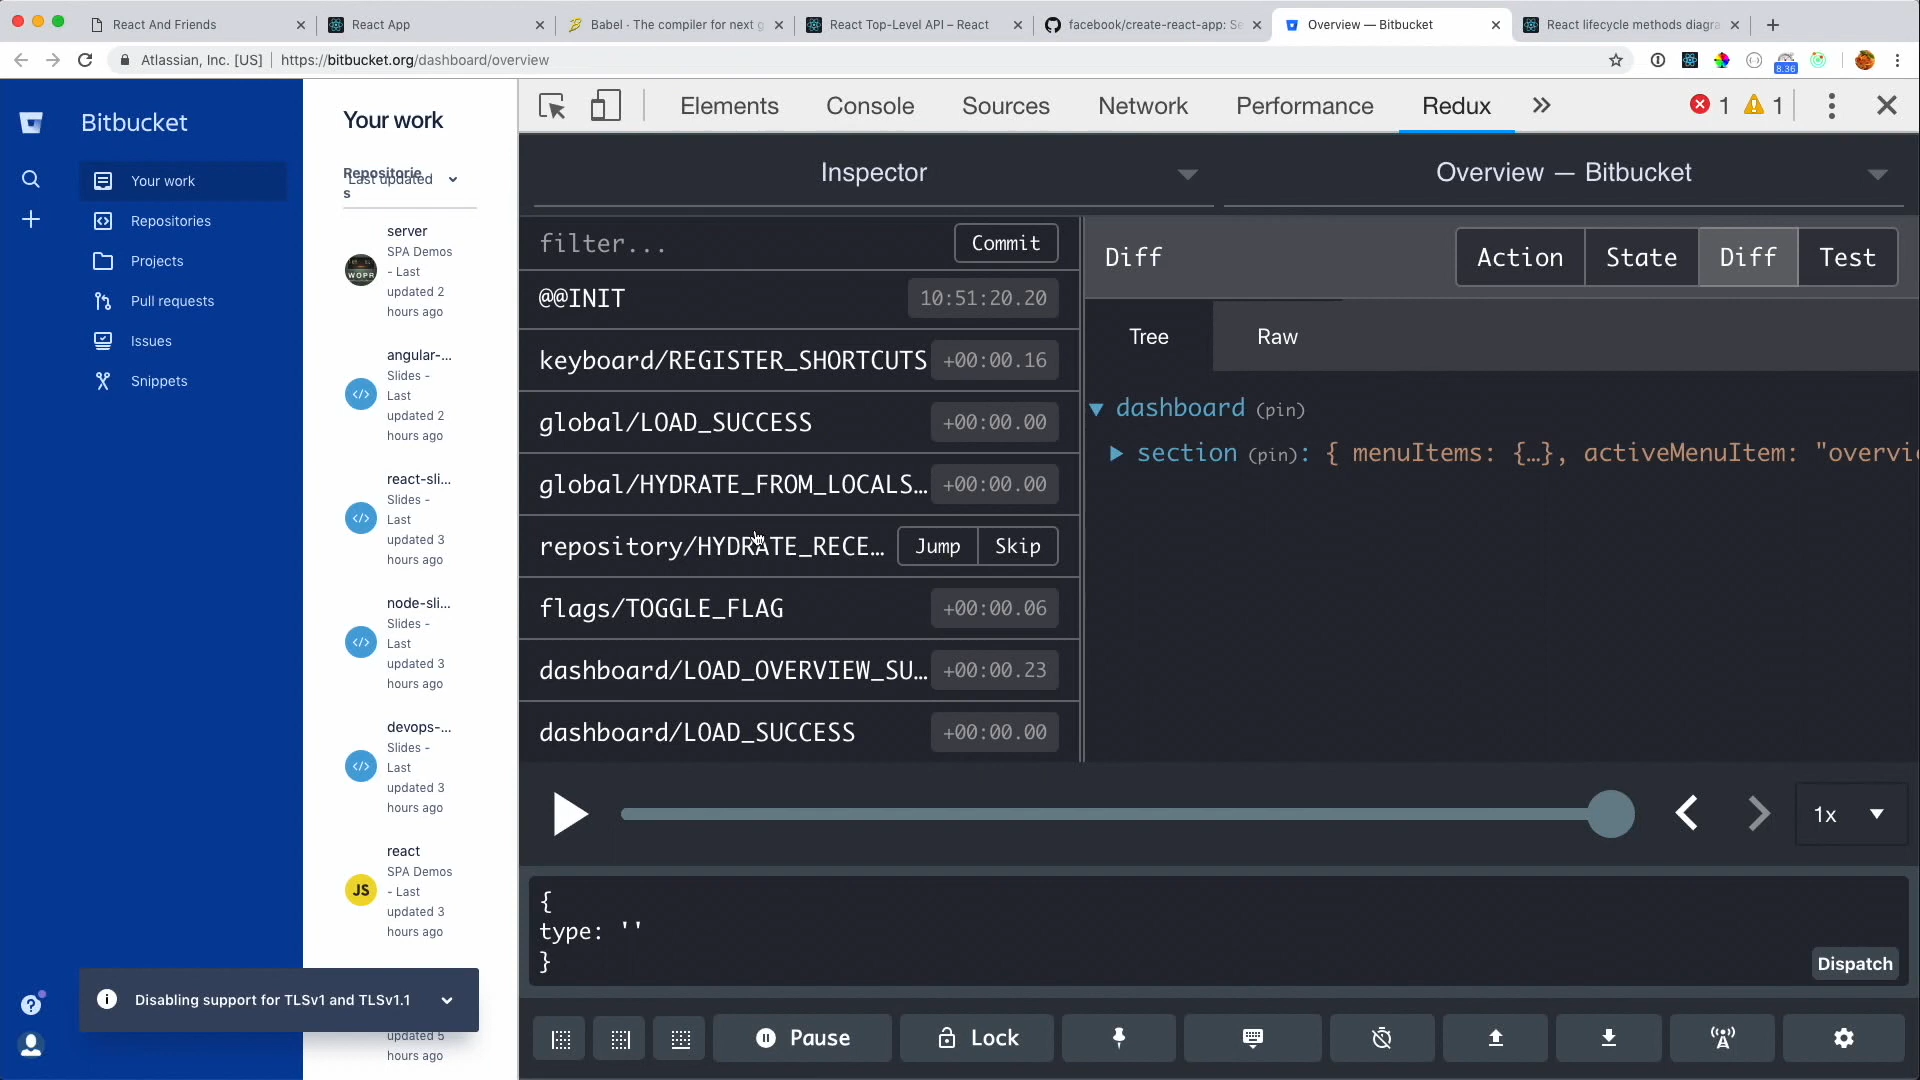 React And Friends
React App
Babel · The compiler for next g
React Top-Level API – React
facebook/create-react-app: Se
Overview — Bitbucket
React lifecycle methods diagra
Atlassian, Inc. [US]
https://bitbucket.org/dashboard/overview
8.36
Bitbucket
Your work
Repositories
Projects
Pull requests
Issues
Snippets
Disabling support for TLSv1 and TLSv1.1
Your work
Repositorie
s
Last updated
server
SPA Demos
- Last
updated 2
hours ago
WOPR
angular-...
Slides -
Last
updated 2
hours ago
react-sli...
Slides -
Last
updated 3
hours ago
node-sli...
Slides -
Last
updated 3
hours ago
devops-...
Slides -
Last
updated 3
hours ago
react
SPA Demos
- Last
updated 3
hours ago
JS
updated 5
hours ago
Elements
Console
Sources
Network
Performance
Redux
1
1
Inspector
Overview — Bitbucket
filter...
Commit
@@INIT 10:51:20.20
keyboard/REGISTER_SHORTCUTS +00:00.16
global/LOAD_SUCCESS +00:00.00
global/HYDRATE_FROM_LOCALS... +00:00.00
repository/HYDRATE_RECE... Jump Skip
flags/TOGGLE_FLAG +00:00.06
dashboard/LOAD_OVERVIEW_SU... +00:00.23
dashboard/LOAD_SUCCESS +00:00.00
Diff
Action
State
Diff
Test
Tree
Raw
dashboard (pin)
section (pin): { menuItems: {…}, activeMenuItem: "overvi
1x
{
type: ''
}
Dispatch
Pause
Lock